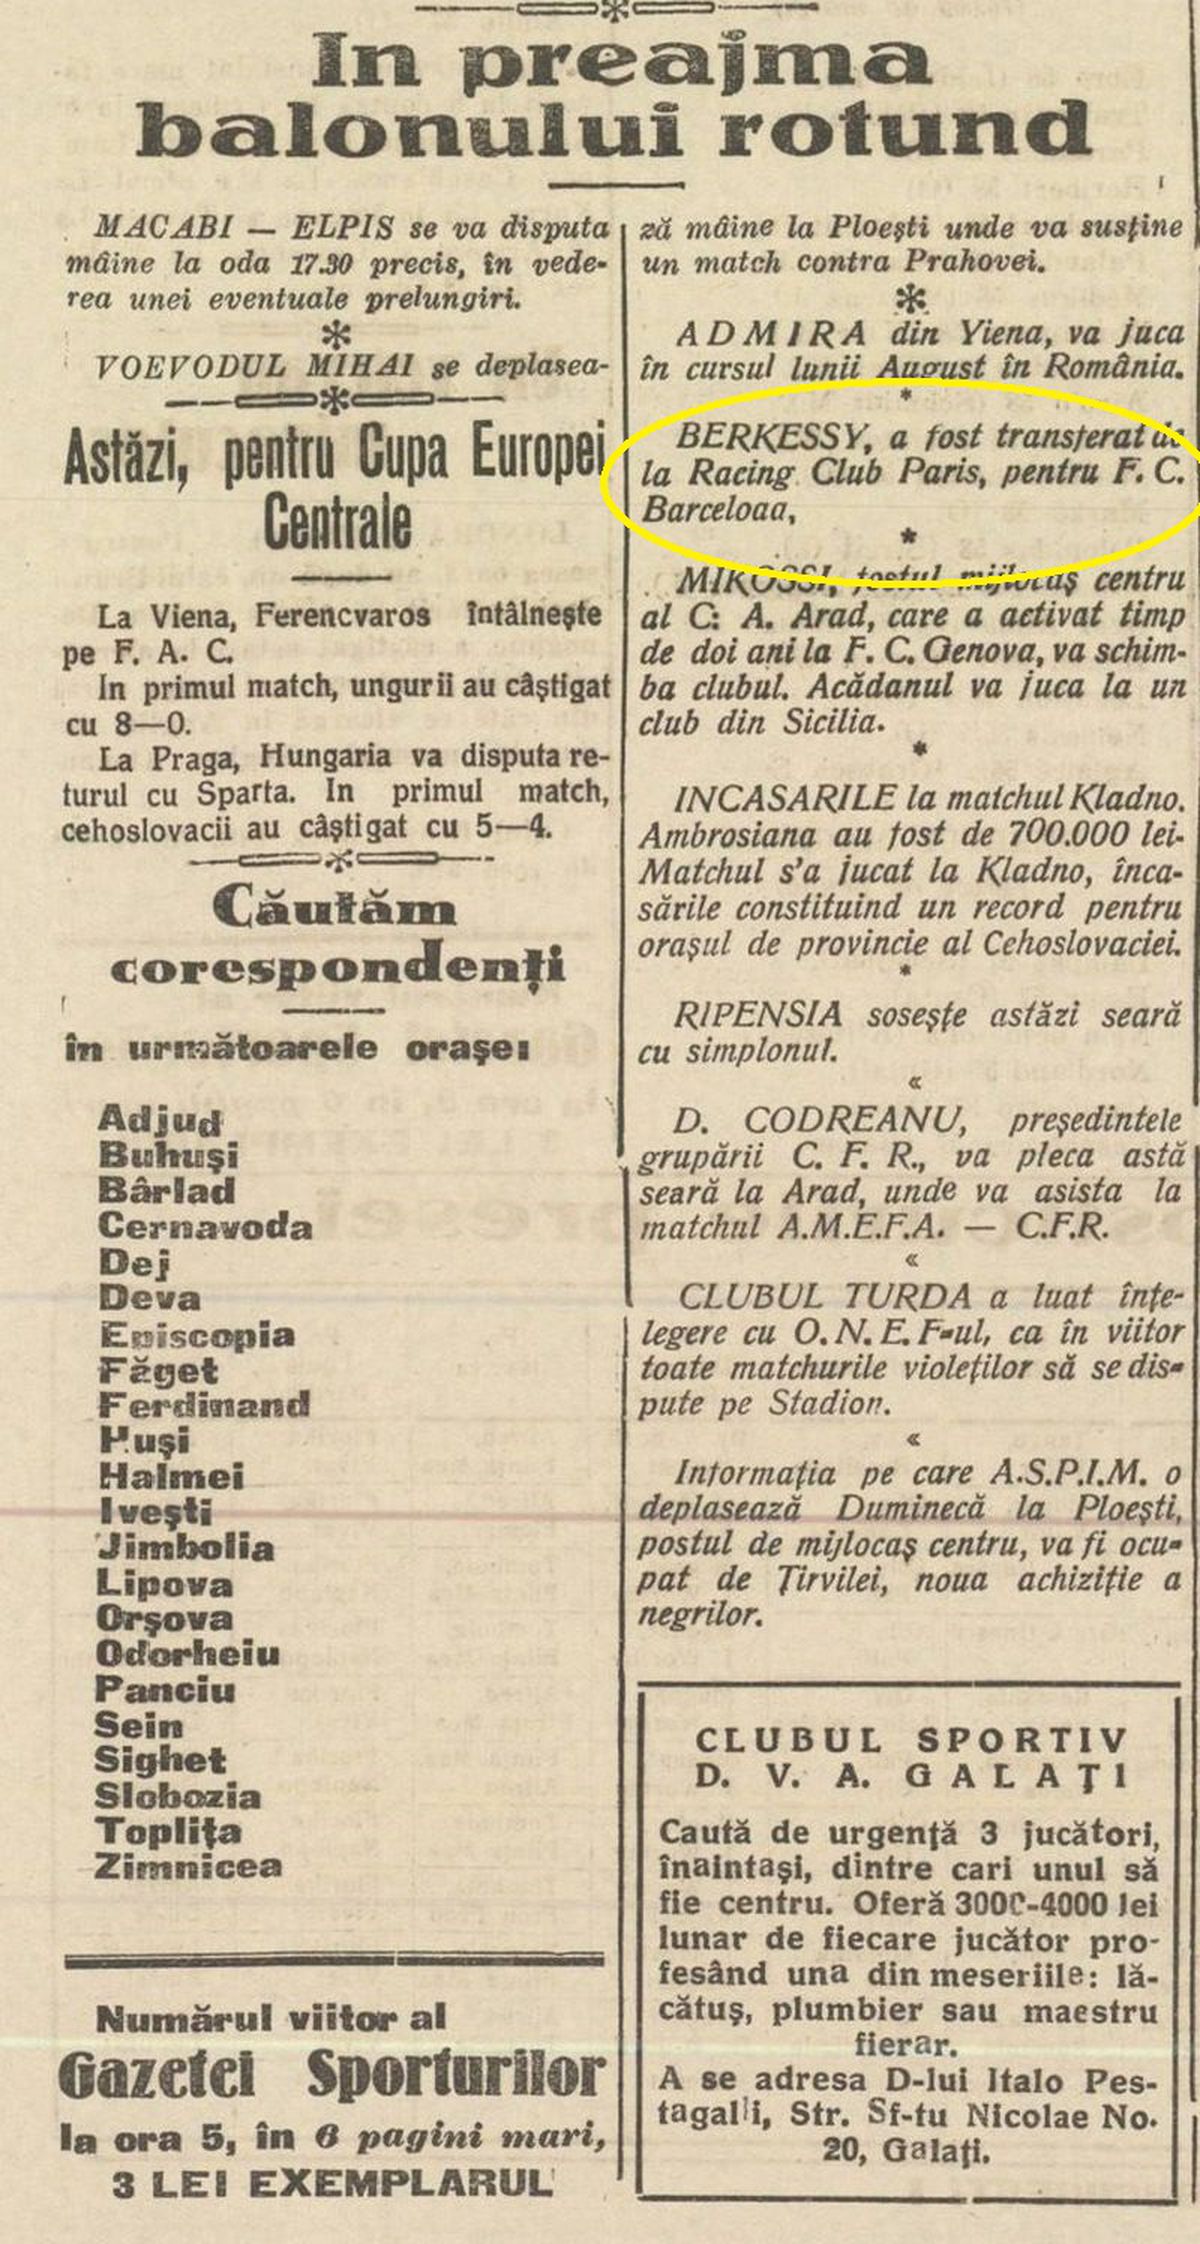 In preajma
balonului rotund
MACABI — ELPIS se va disputa
mâine la oda 17.30 precis, în vede-
rea unei eventuale prelungiri.
*
VOEVODUL MIHAI se deplasea-
ză mâine la Ploeşti unde va susţine
un match contra Prahovei.
*
ADMIRA din Yiena, va juca
în cursul lunii August în România.
*
BERKESSY, a fost transferat de
la Racing Club Paris, pentru F. C.
Barceloaa,
*
MIKOSSI, fostul mijlocaş centru
al C: A. Arad, care a activat timp
de doi ani la F. C. Genova, va schim-
ba clubul. Acădanul va juca la un
club din Sicilia.
*
INCASARILE la matchul Kladno.
Ambrosiana au fost de 700.000 lei-
Matchul s'a jucat la Kladno, înca-
sările constituind un record pentru
oraşul de provincie al Cehoslovaciei.
*
RIPENSIA soseşte astăzi seară
cu simplonul.
«
D. CODREANU, preşedintele
grupării C. F. R., va pleca astă
seară la Arad, unde va asista la
matchul A.M.E.F.A. — C.F.R.
«
CLUBUL TURDA a luat înţe-
legere cu O.N.E.F-ul, ca în viitor
toate matchurile violeţilor să se dis-
pute pe Stadion.
«
Informaţia pe care A.S.P.I.M. o
deplasează Duminecă la Ploeşti,
postul de mijlocaş centru, va fi ocu-
pat de Ţirvilei, noua achiziţie a
negrilor.
Astăzi, pentru Cupa Europei
Centrale
La Viena, Ferencvaros întâlneşte
pe F. A. C.
In primul match, ungurii au câştigat
cu 8—0.
La Praga, Hungaria va disputa re-
turul cu Sparta. In primul match,
cehoslovacii au câştigat cu 5—4.
Căutăm
corespondenţi
în următoarele oraşe:
Adjud
Buhuşi
Bârlad
Cernavoda
Dej
Deva
Episcopia
Făget
Ferdinand
Huşi
Halmei
Iveşti
Jimbolia
Lipova
Orşova
Odorheiu
Panciu
Sein
Sighet
Slobozia
Topliţa
Zimnicea
Numărul viitor al
Gazetei Sporturilor
la ora 5, în 6 pagini mari,
3 LEI EXEMPLARUL
CLUBUL SPORTIV
D. V. A. GALAŢI
Caută de urgenţă 3 jucători,
înaintaşi, dintre cari unul să
fie centru. Oferă 3000-4000 lei
lunar de fiecare jucător pro-
fesând una din meseriile: lă-
cătuş, plumbier sau maestru
fierar.
A se adresa D-lui Italo Pes-
tagalli, Str. Sf-tu Nicolae No.
20, Galaţi.